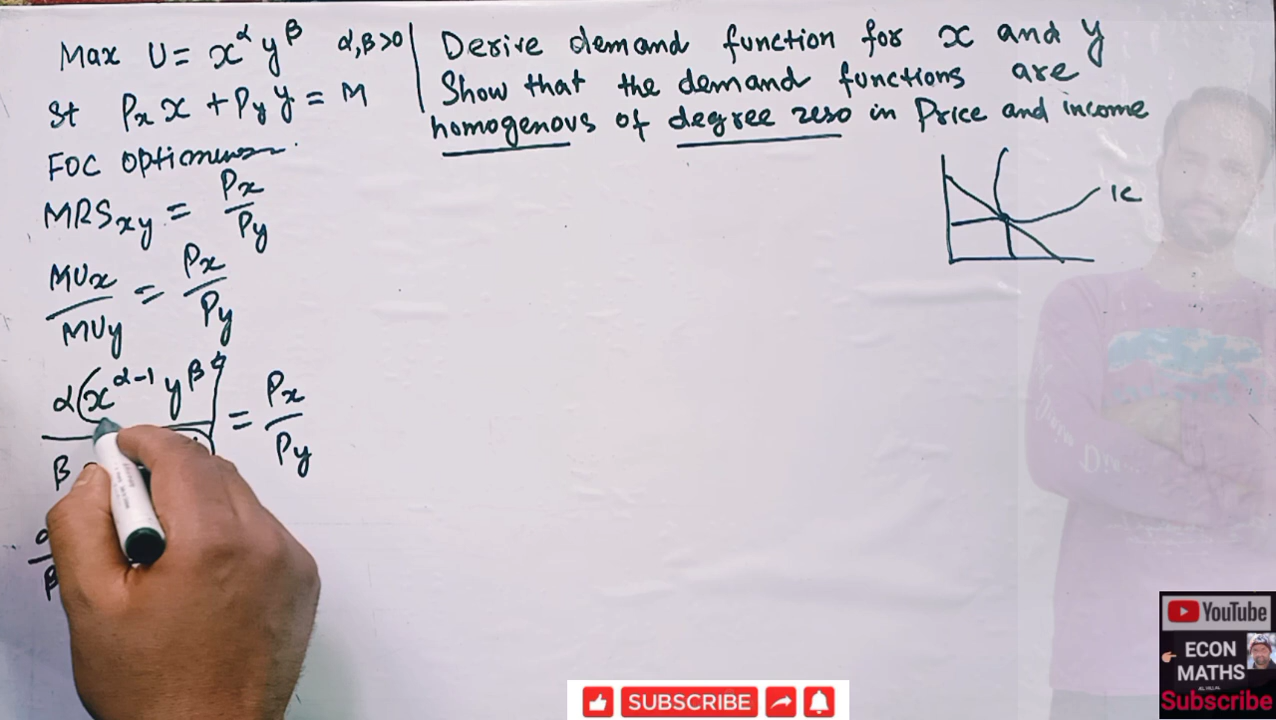 Max U = x^α y^β α,β>0
St Pₓ x + Pᵧ y = M
FOC
MRSxy = Px/Py
MUx/MUy = Px/Py
α(x^α-1 y^β = Px/Py
β
β
Derive demand function for x and y
Show that the demand functions are
homogenous of degree zero in Price and income
IC
YouTube
ECON
MATHS
Subscribe
SUBSCRIBE